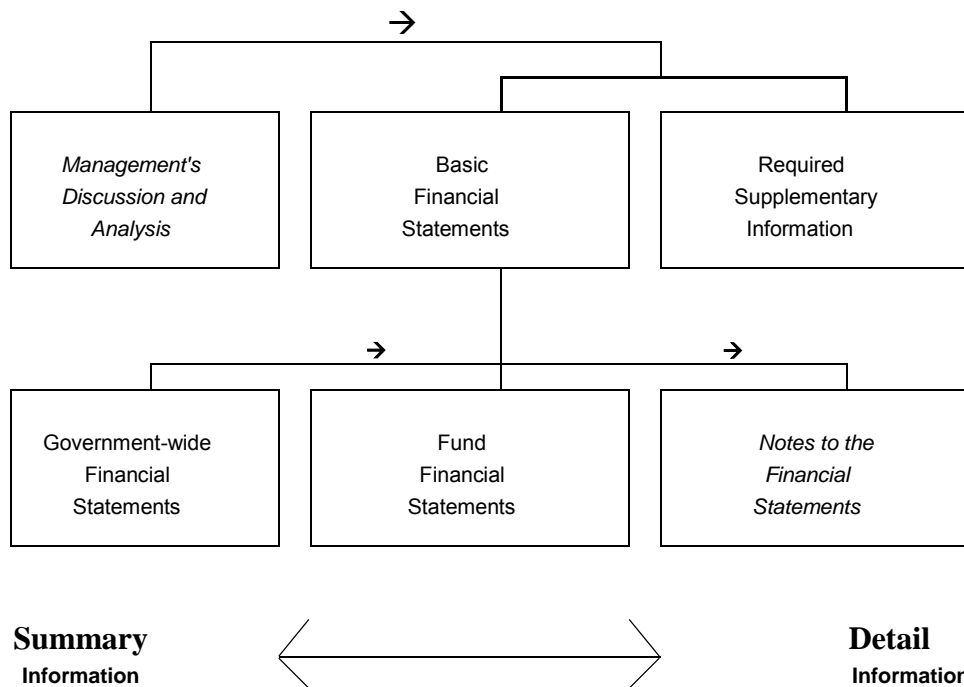 →
Management's
Discussion and
Analysis
Basic
Financial
Statements
Required
Supplementary
Information
→
→
Government-wide
Financial
Statements
Fund
Financial
Statements
Notes to the
Financial
Statements
Summary
Information
Detail
Information